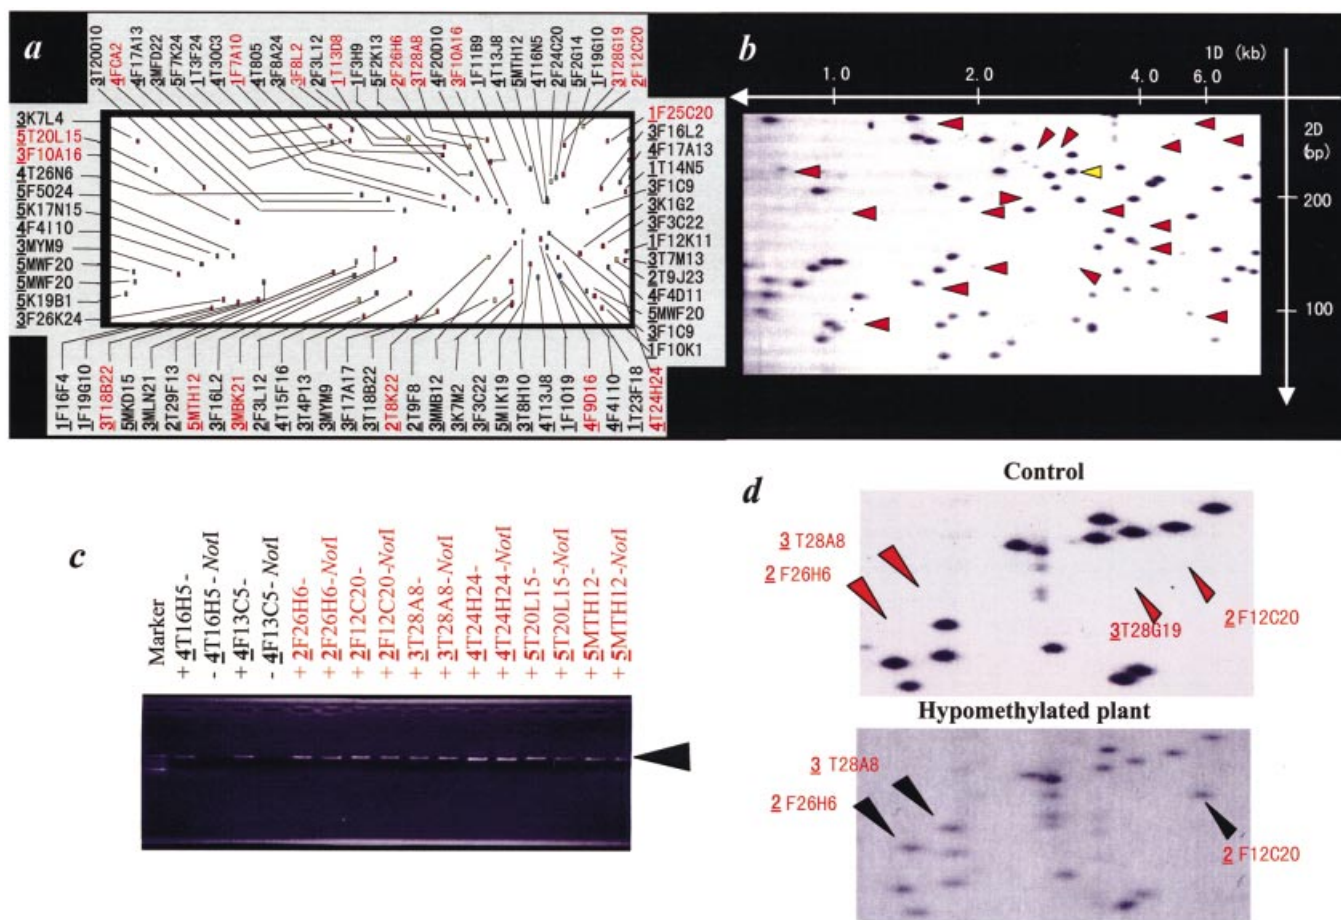 a
3T20O10
4FCA2
4F17A13
3MFD22
5F7K24
1T3F24
4T30C3
1F7A10
4T805
3F8A24
3F8L2
2F3L12
1T13D8
1F3H9
5F2K13
2F26H6
3T28A8
4F20D10
3F10A16
1F11B9
4T13J8
5MTH12
4T16N5
2F24C20
5F2G14
1F19G10
3T28G19
2F12C20
3K7L4
5T20L15
3F10A16
4T26N6
5F5O24
5K17N15
4F4I10
3MYM9
5MWF20
5MWF20
5K19B1
3F26K24
1F25C20
3F16L2
4F17A13
1T14N5
3F1C9
3K1G2
3F3C22
1F12K11
3T7M13
2T9J23
4F4D11
5MWF20
3F1C9
1F10K1
1F16F4
1F19G10
3T18B22
5MKD15
3MLN21
2T29F13
5MTH12
3F16L2
3MBK21
2F3L12
4T15F16
3T4P13
3MYM9
3F17A17
3T18B22
2T8K22
2T9F8
3MMB12
3K7M2
3F3C22
5MIK19
3T8H10
4T13J8
1F1O19
4F9D16
4F4I10
1T23F18
4T24H24
b
1D (kb)
1.0
2.0
4.0
6.0
2D
(bp)
200
100
c
Marker
+ 4T16H5-
- 4T16H5 - NotI
+ 4F13C5-
- 4F13C5- NotI
+ 2F26H6-
+ 2F26H6-NotI
+ 2F12C20-
+ 2F12C20-NotI
+ 3T28A8-
+ 3T28A8-NotI
+ 4T24H24-
+ 4T24H24-NotI
+ 5T20L15-
+ 5T20L15-NotI
+ 5MTH12-
+ 5MTH12-NotI
d
Control
3 T28A8
2 F26H6
3T28G19
2 F12C20
Hypomethylated plant
3 T28A8
2 F26H6
2 F12C20